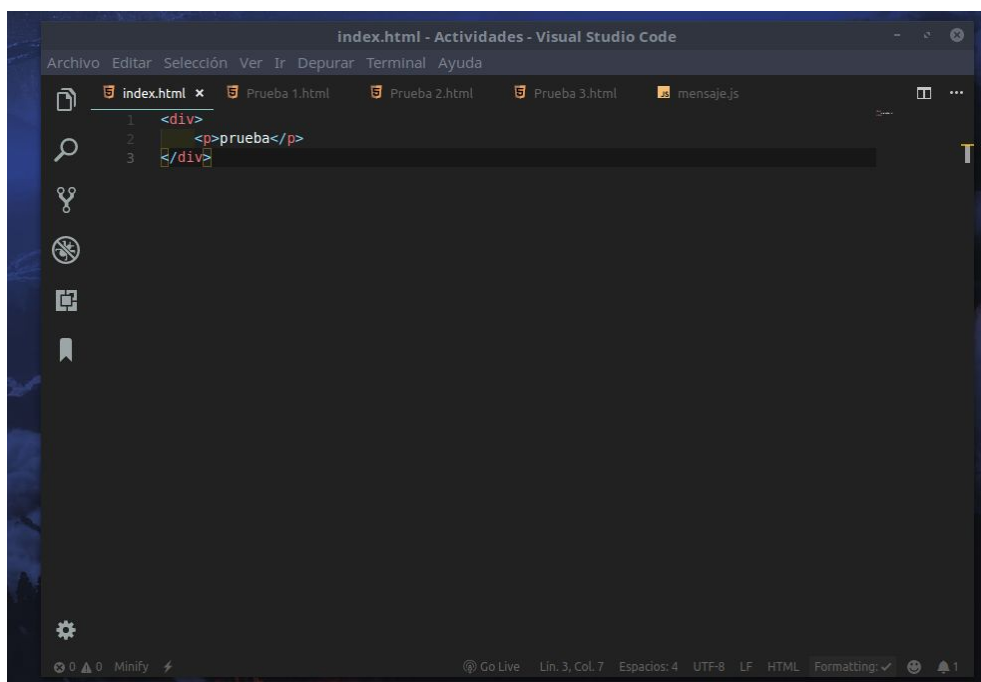 index.html - Actividades - Visual Studio Code
Archivo Editar Selección Ver Ir Depurar Terminal Ayuda
index.html × Prueba 1.html Prueba 2.html Prueba 3.html JS mensaje.js
1 <div>
2 <p>prueba</p>
3 </div>
0 0 Minify Go Live Lín. 3, Col. 7 Espacios: 4 UTF-8 LF HTML Formatting: ✓ 1